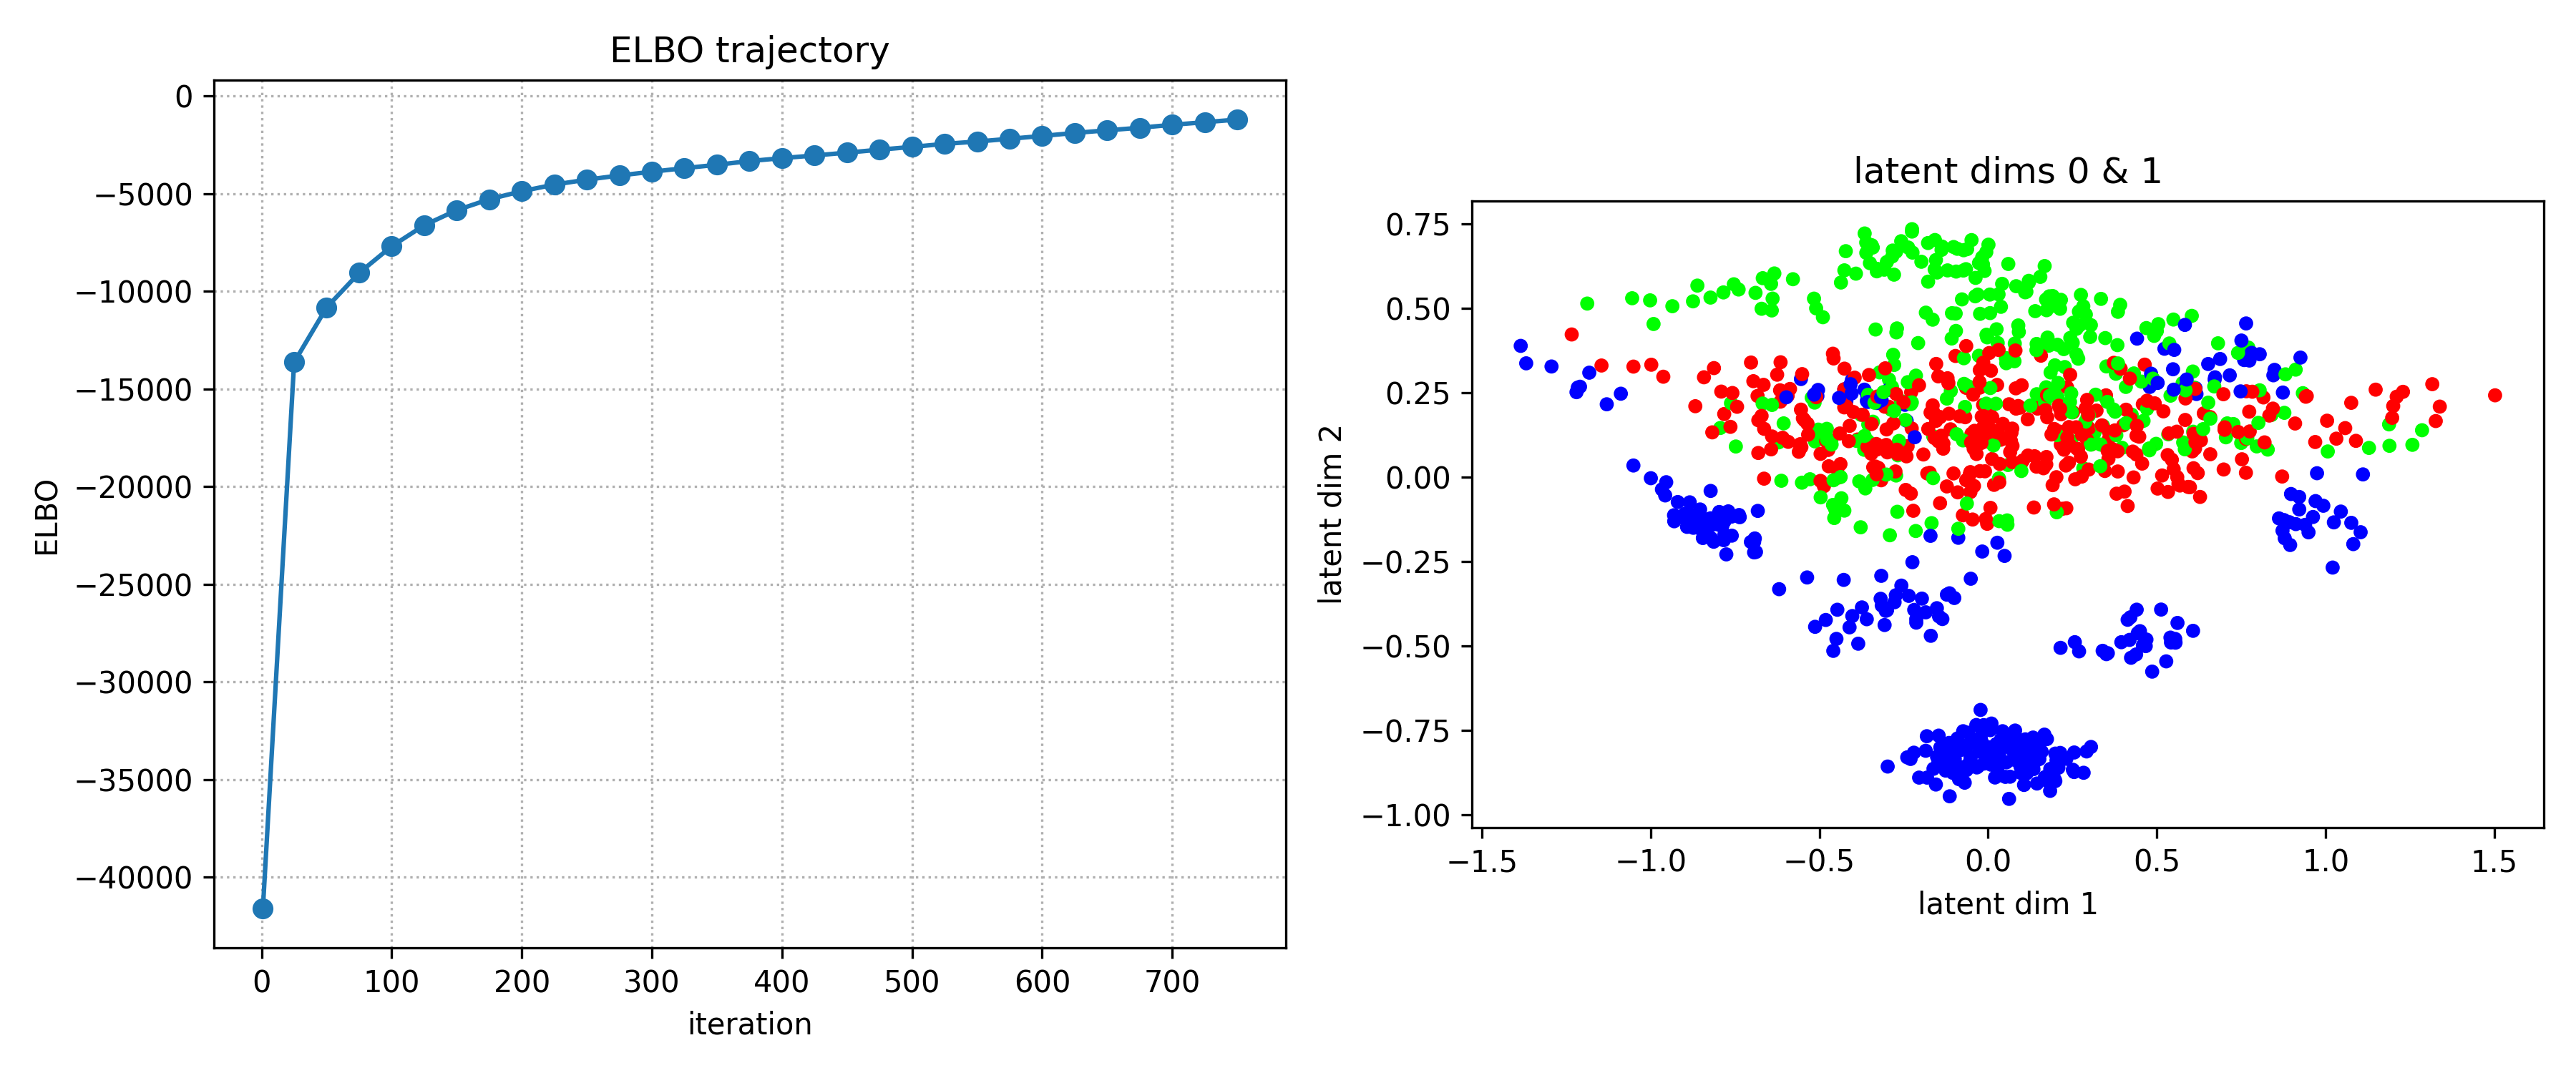 ELBO trajectory
0
−5000
−10000
−15000
−20000
−25000
−30000
−35000
−40000
ELBO
0 100 200 300 400 500 600 700
iteration
latent dims 0 & 1
0.75
0.50
0.25
0.00
−0.25
−0.50
−0.75
−1.00
latent dim 2
−1.5 −1.0 −0.5 0.0 0.5 1.0 1.5
latent dim 1